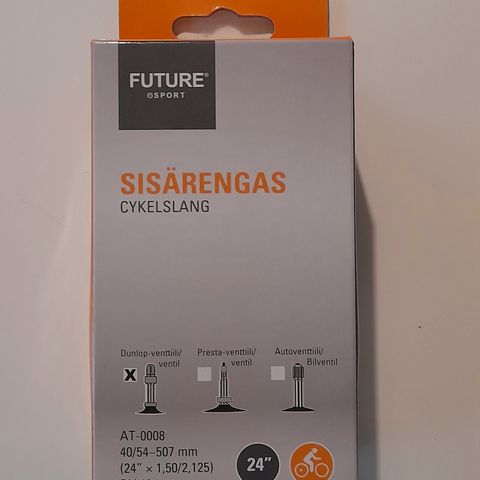 FUTURE®
SPORT
SISÄRENGAS
CYKELSLANG
Dunlop-venttiili/
ventil
Presta-venttiili/
ventil
Autoventtiili/
Bilventil
X
AT-0008
40/54–507 mm
(24” × 1,50/2,125)
24”